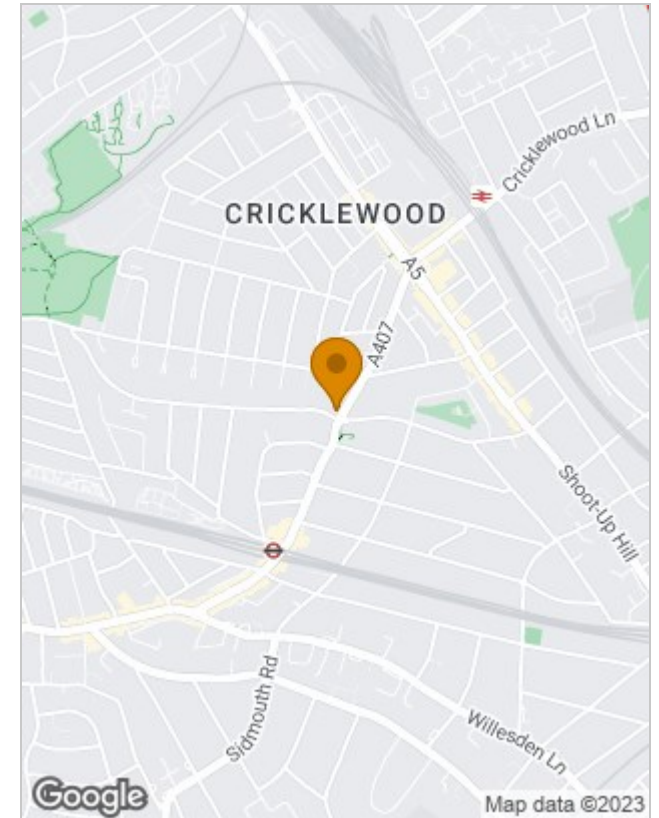 Cricklewood Ln
CRICKLEWOOD
A5
A407
Shoot-Up Hill
Sidmouth Rd
Willesden Ln
Google
Map data ©2023